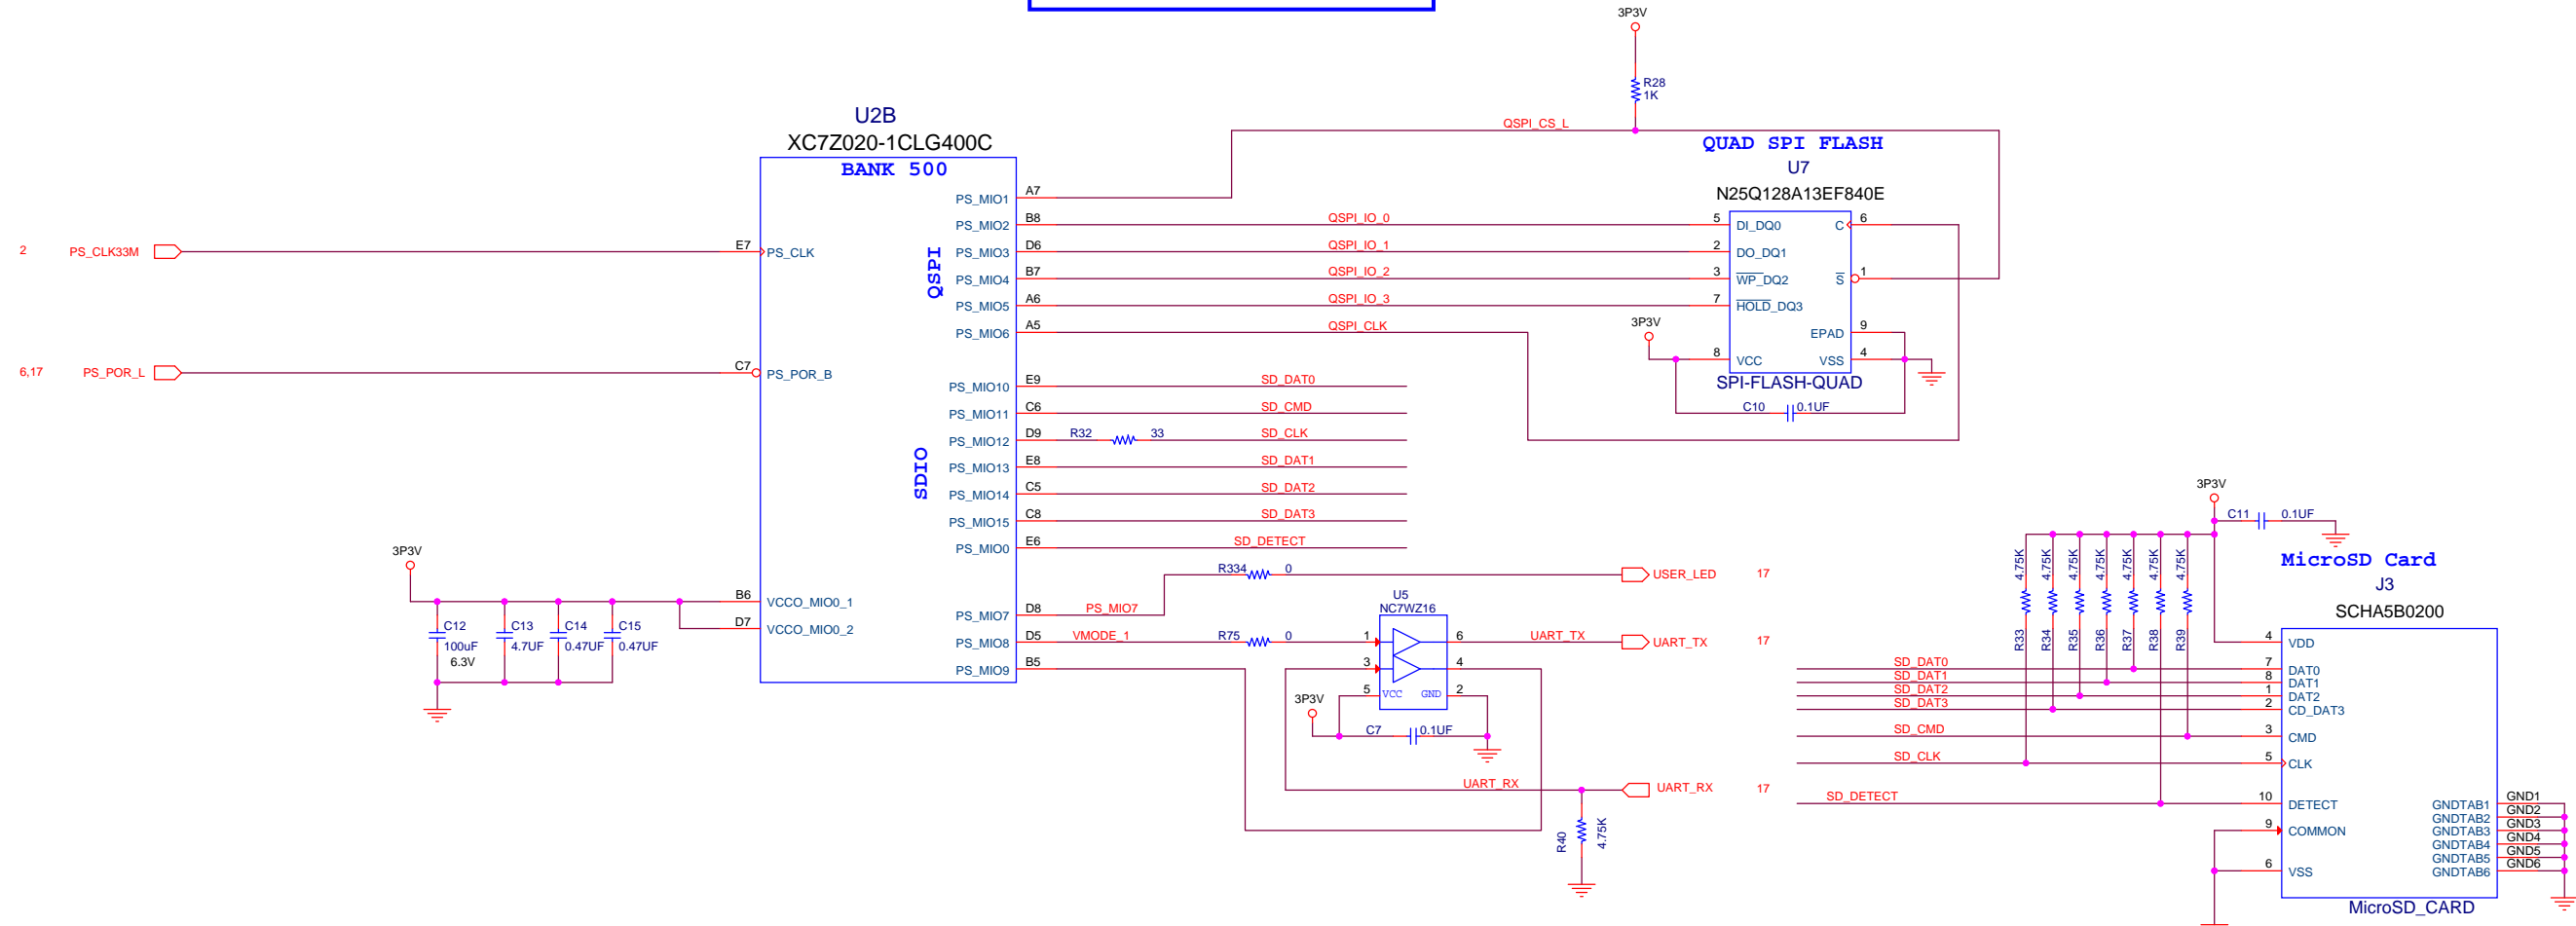 3P3V
R28
1K
U2B
XC7Z020-1CLG400C
BANK 500
QSPI_CS_L
QUAD SPI FLASH
U7
N25Q128A13EF840E
PS_MIO1 A7
PS_MIO2 B8 QSPI_IO_0 5 DI_DQ0 C 6
2 PS_CLK33M E7 PS_CLK
QSPI
PS_MIO3 D6 QSPI_IO_1 2 DO_DQ1
PS_MIO4 B7 QSPI_IO_2 3 WP_DQ2 S 1
PS_MIO5 A6 QSPI_IO_3 7 HOLD_DQ3
PS_MIO6 A5 QSPI_CLK 3P3V EPAD 9
8 VCC VSS 4
6,17 PS_POR_L C7 PS_POR_B
SPI-FLASH-QUAD
C10 0.1UF
PS_MIO10 E9 SD_DAT0
PS_MIO11 C6 SD_CMD
PS_MIO12 D9 R32 33 SD_CLK
SDIO
PS_MIO13 E8 SD_DAT1
PS_MIO14 C5 SD_DAT2
PS_MIO15 C8 SD_DAT3
PS_MIO0 E6 SD_DETECT
3P3V
C11 0.1UF
MicroSD Card
J3
SCHA5B0200
R334 0 USER_LED 17
3P3V
B6 VCCO_MIO0_1
D7 VCCO_MIO0_2
C12 100uF 6.3V
C13 4.7UF
C14 0.47UF
C15 0.47UF
U5
NC7WZ16
PS_MIO7 D8 PS_MIO7
PS_MIO8 D5 VMODE_1 R75 0 1 6 UART_TX UART_TX 17
PS_MIO9 B5 3 4
5 VCC GND 2
3P3V
C7 0.1UF
UART_RX UART_RX 17
R40 4.75K
4.75K 4.75K 4.75K 4.75K 4.75K 4.75K 4.75K
R33 R34 R35 R36 R37 R38 R39
4 VDD
SD_DAT0 7 DAT0
SD_DAT1 8 DAT1
SD_DAT2 1 DAT2
SD_DAT3 2 CD_DAT3
SD_CMD 3 CMD
SD_CLK 5 CLK
SD_DETECT 10 DETECT
9 COMMON
6 VSS
GNDTAB1 GND1
GNDTAB2 GND2
GNDTAB3 GND3
GNDTAB4 GND4
GNDTAB5 GND5
GNDTAB6 GND6
MicroSD_CARD